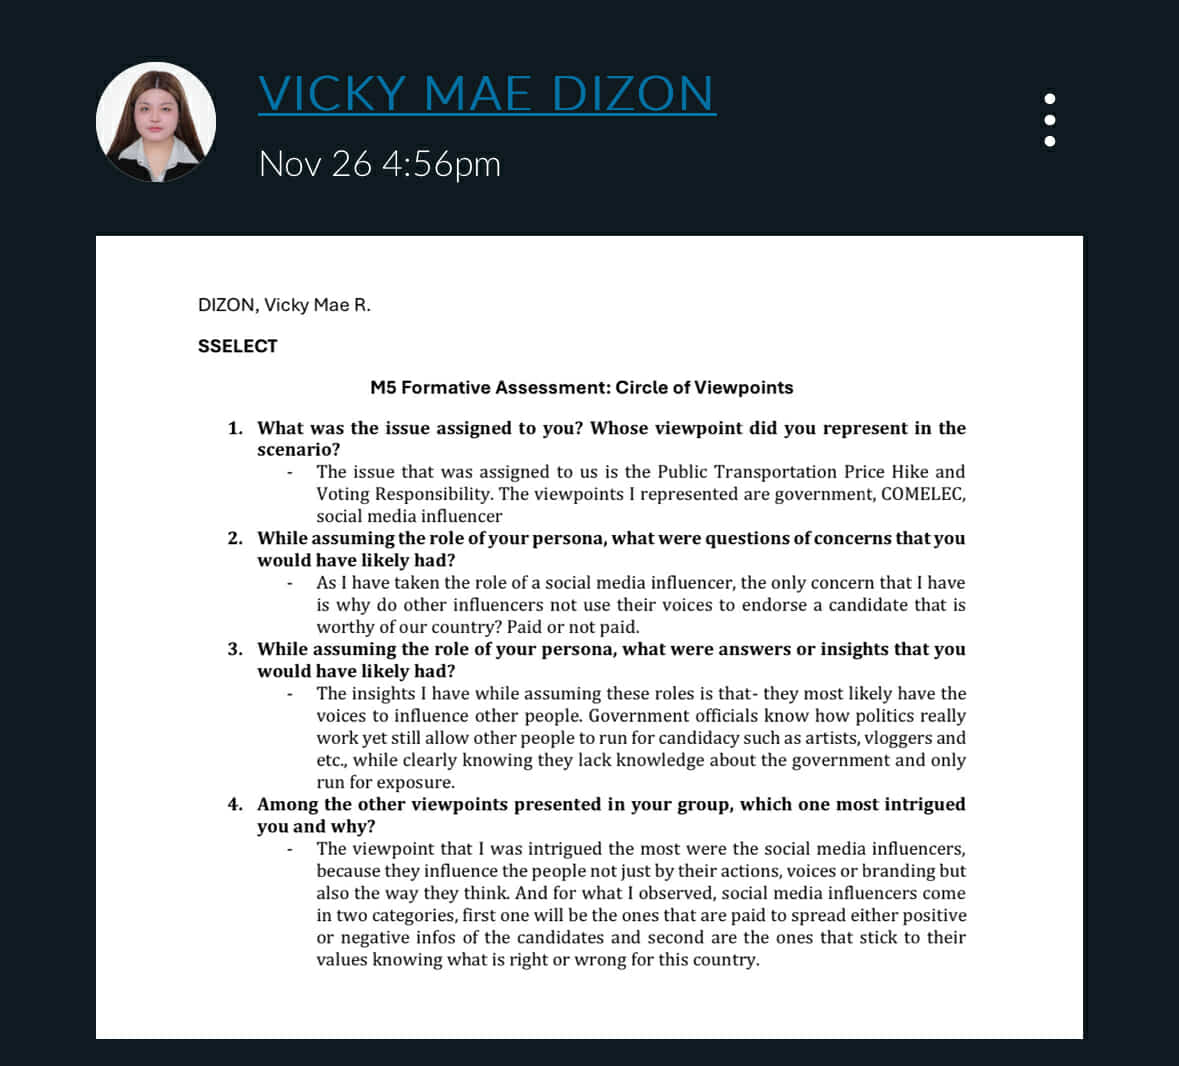 VICKY MAE DIZON
Nov 26 4:56pm
DIZON, Vicky Mae R.
SSELECT
M5 Formative Assessment: Circle of Viewpoints
1. What was the issue assigned to you? Whose viewpoint did you represent in the
scenario?
- The issue that was assigned to us is the Public Transportation Price Hike and
Voting Responsibility. The viewpoints I represented are government, COMELEC,
social media influencer
2. While assuming the role of your persona, what were questions of concerns that you
would have likely had?
- As I have taken the role of a social media influencer, the only concern that I have
is why do other influencers not use their voices to endorse a candidate that is
worthy of our country? Paid or not paid.
3. While assuming the role of your persona, what were answers or insights that you
would have likely had?
- The insights I have while assuming these roles is that- they most likely have the
voices to influence other people. Government officials know how politics really
work yet still allow other people to run for candidacy such as artists, vloggers and
etc., while clearly knowing they lack knowledge about the government and only
run for exposure.
4. Among the other viewpoints presented in your group, which one most intrigued
you and why?
- The viewpoint that I was intrigued the most were the social media influencers,
because they influence the people not just by their actions, voices or branding but
also the way they think. And for what I observed, social media influencers come
in two categories, first one will be the ones that are paid to spread either positive
or negative infos of the candidates and second are the ones that stick to their
values knowing what is right or wrong for this country.